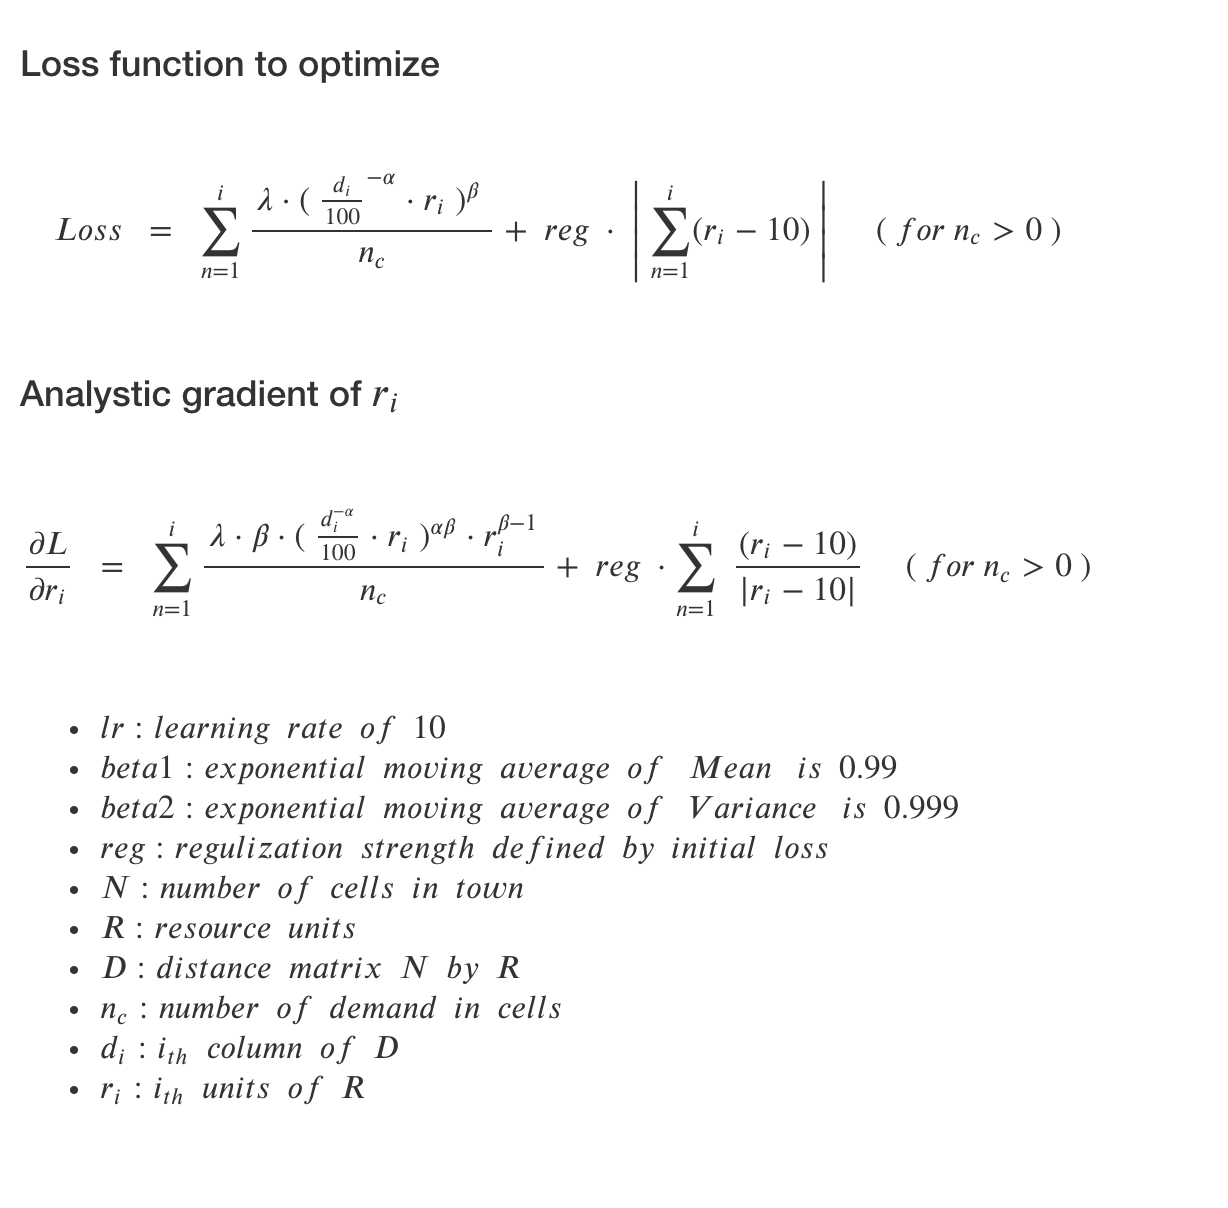 Loss function to optimize
Loss = \sum_{n=1}^{i} \frac{\lambda \cdot ( \frac{d_i}{100}^{-\alpha} \cdot r_i )^{\beta}}{n_c} + reg \cdot \left| \sum_{n=1}^{i} (r_i - 10) \right| ( for n_c > 0 )
Analystic gradient of r_i
\frac{\partial L}{\partial r_i} = \sum_{n=1}^{i} \frac{\lambda \cdot \beta \cdot ( \frac{d_i^{-\alpha}}{100} \cdot r_i )^{\alpha\beta} \cdot r_i^{\beta-1}}{n_c} + reg \cdot \sum_{n=1}^{i} \frac{(r_i - 10)}{|r_i - 10|} ( for n_c > 0 )
• lr : learning rate of 10
• beta1 : exponential moving average of Mean is 0.99
• beta2 : exponential moving average of Variance is 0.999
• reg : regulization strength defined by initial loss
• N : number of cells in town
• R : resource units
• D : distance matrix N by R
• n_c : number of demand in cells
• d_i : i_{th} column of D
• r_i : i_{th} units of R